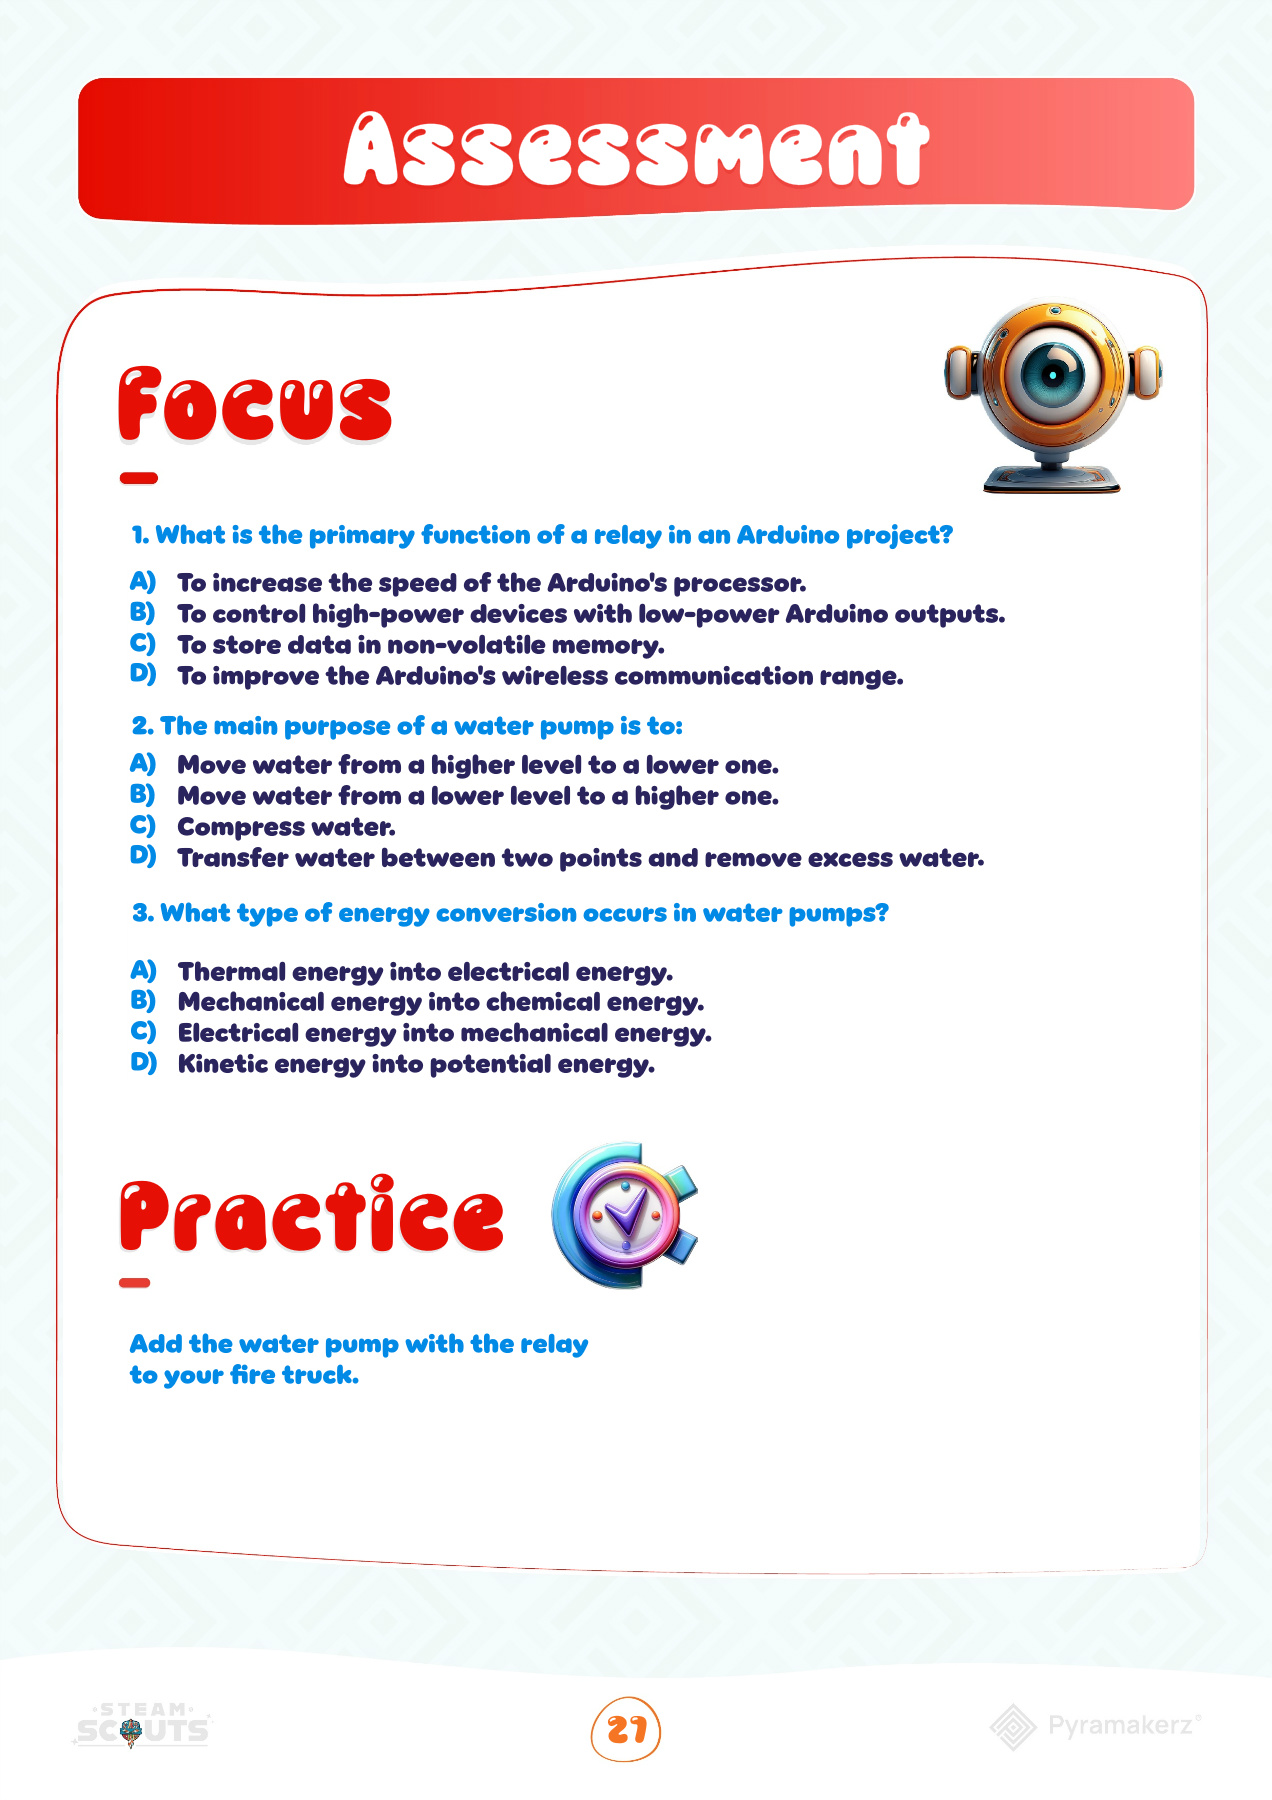 Assessment
Focus
1. What is the primary function of a relay in an Arduino project?
A) To increase the speed of the Arduino's processor.
B) To control high-power devices with low-power Arduino outputs.
C) To store data in non-volatile memory.
D) To improve the Arduino's wireless communication range.
2. The main purpose of a water pump is to:
A) Move water from a higher level to a lower one.
B) Move water from a lower level to a higher one.
C) Compress water.
D) Transfer water between two points and remove excess water.
3. What type of energy conversion occurs in water pumps?
A) Thermal energy into electrical energy.
B) Mechanical energy into chemical energy.
C) Electrical energy into mechanical energy.
D) Kinetic energy into potential energy.
Practice
Add the water pump with the relay
to your fire truck.
STEAM
SCOUTS
27
Pyramakerz